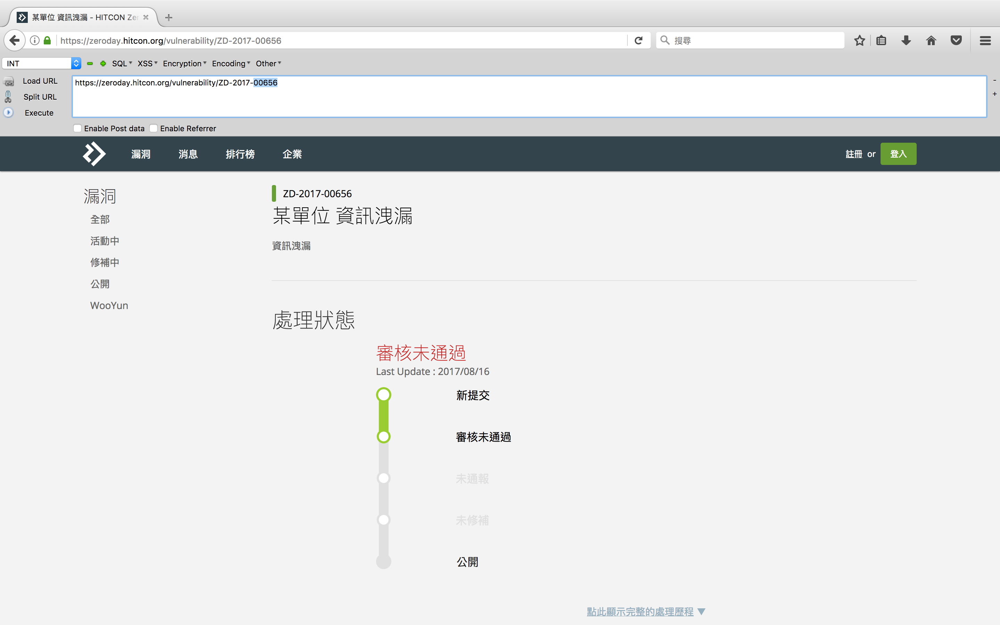 某單位 資訊洩漏 - HITCON Zer
https://zeroday.hitcon.org/vulnerability/ZD-2017-00656
搜尋
INT SQL XSS Encryption Encoding Other
Load URL
https://zeroday.hitcon.org/vulnerability/ZD-2017-00656
-
Split URL
+
Execute
Enable Post data Enable Referrer
漏洞 消息 排行榜 企業 註冊 or 登入
漏洞
全部
活動中
修補中
公開
WooYun
ZD-2017-00656
某單位 資訊洩漏
資訊洩漏
處理狀態
審核未通過
Last Update : 2017/08/16
新提交
審核未通過
未通報
未修補
公開
點此顯示完整的處理歷程 ▼